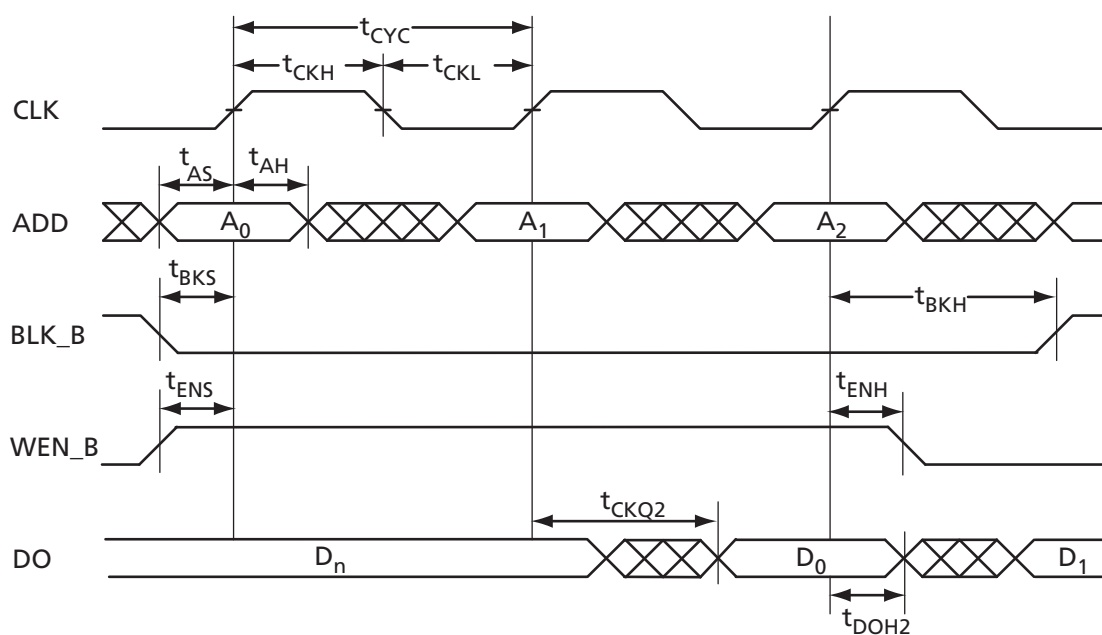 tCYC
tCKH tCKL
CLK
tAS tAH
ADD A0 A1 A2
tBKS tBKH
BLK_B
tENS tENH
WEN_B
tCKQ2
DO Dn D0 D1
tDOH2